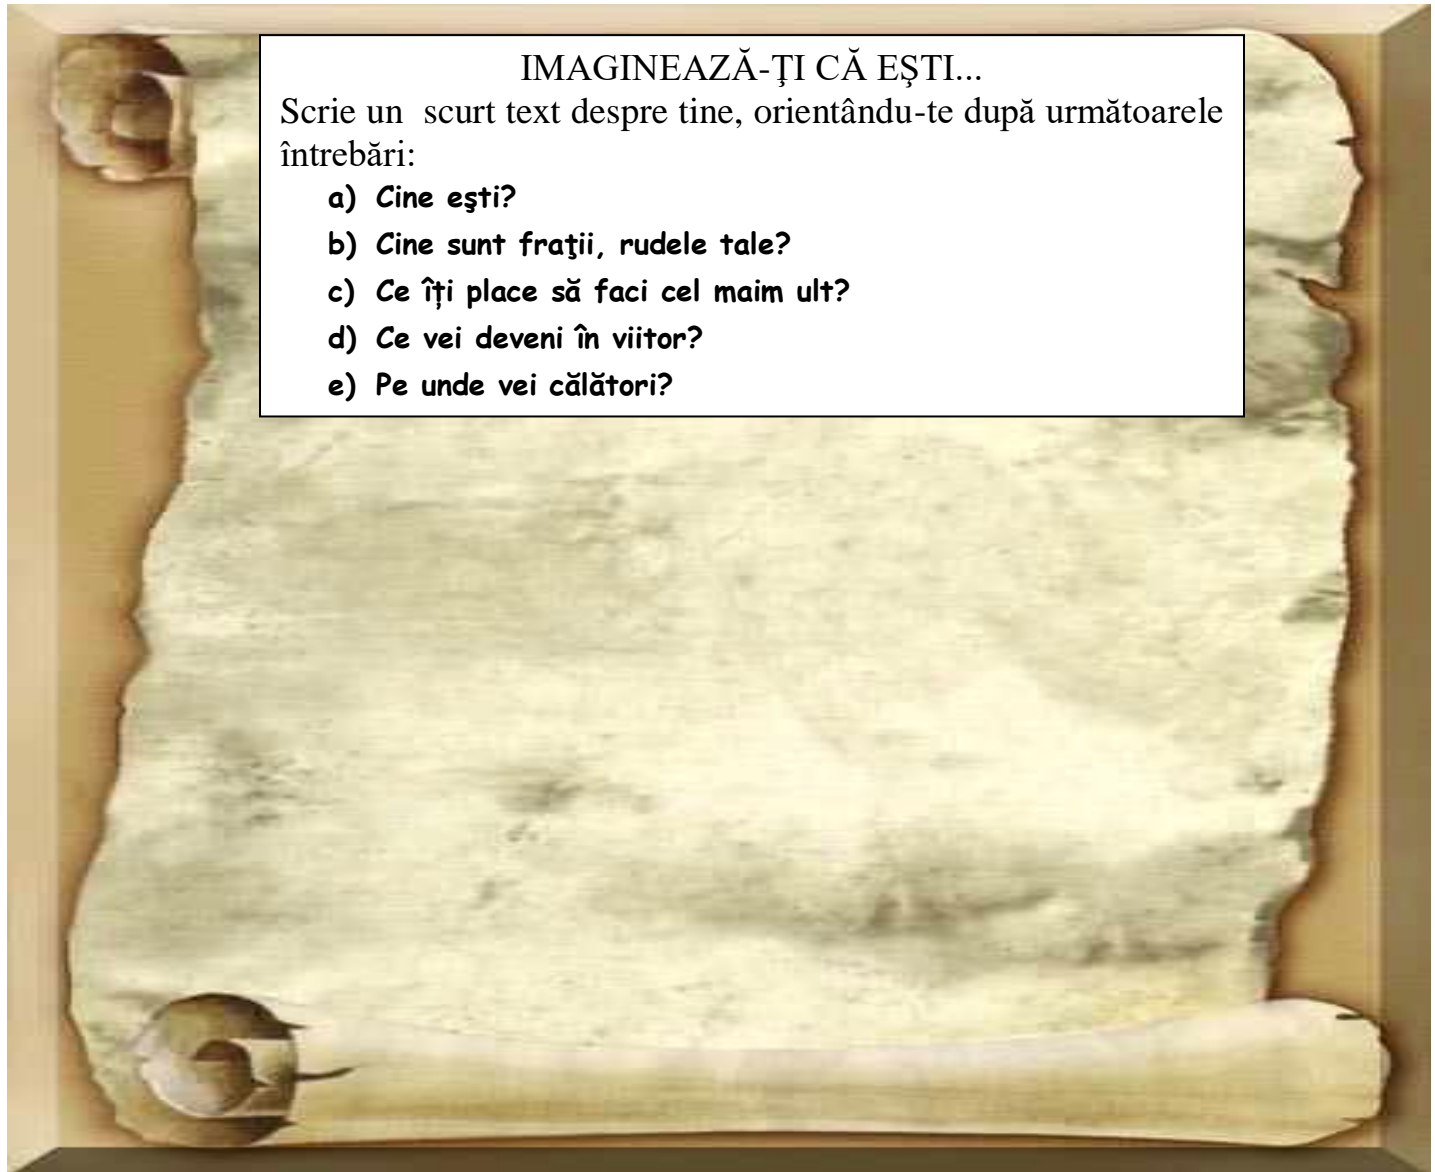 IMAGINEAZĂ-ŢI CĂ EŞTI...
Scrie un scurt text despre tine, orientându-te după următoarele
întrebări:
a) Cine eşti?
b) Cine sunt fraţii, rudele tale?
c) Ce îți place să faci cel maim ult?
d) Ce vei deveni în viitor?
e) Pe unde vei călători?